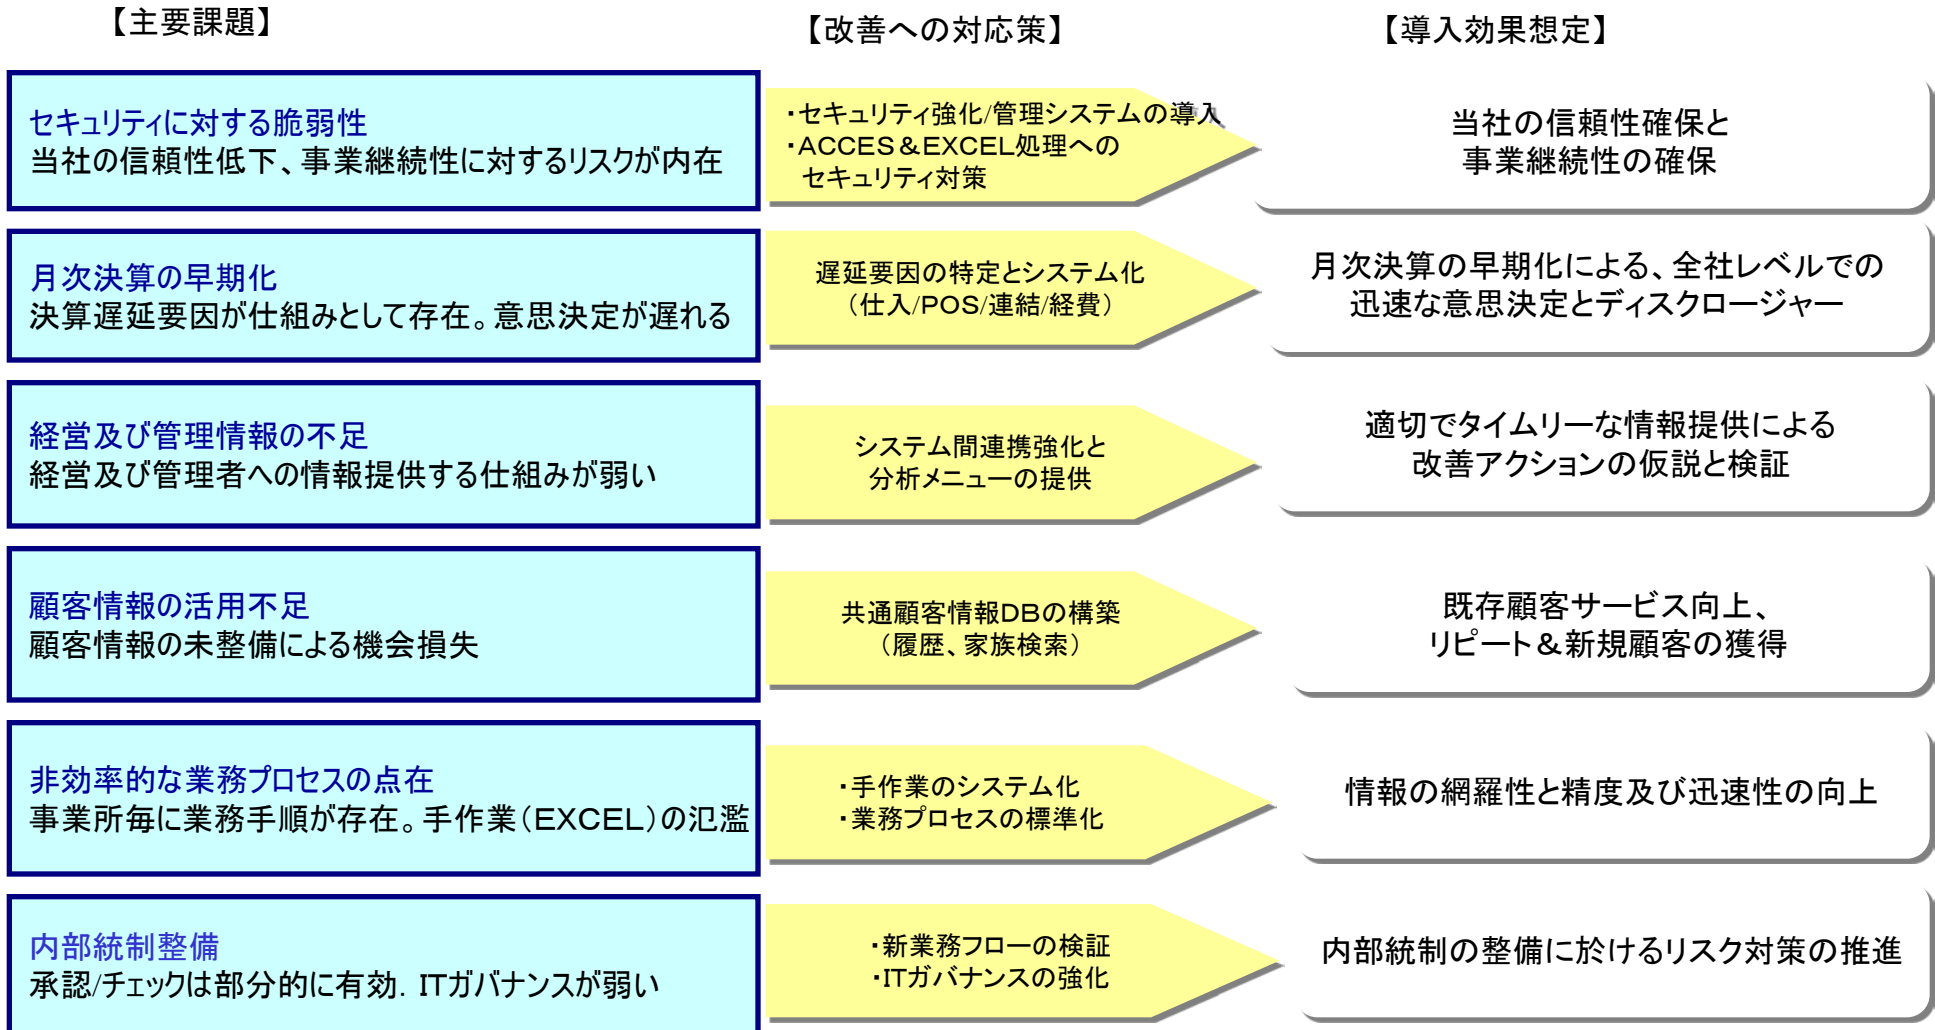 【主要課題】
【改善への対応策】
【導入効果想定】
セキュリティに対する脆弱性
当社の信頼性低下、事業継続性に対するリスクが内在
・セキュリティ強化/管理システムの導入
・ACCES＆EXCEL処理への
セキュリティ対策
当社の信頼性確保と
事業継続性の確保
月次決算の早期化
決算遅延要因が仕組みとして存在。意思決定が遅れる
遅延要因の特定とシステム化
（仕入/POS/連結/経費）
月次決算の早期化による、全社レベルでの
迅速な意思決定とディスクロージャー
経営及び管理情報の不足
経営及び管理者への情報提供する仕組みが弱い
システム間連携強化と
分析メニューの提供
適切でタイムリーな情報提供による
改善アクションの仮説と検証
顧客情報の活用不足
顧客情報の未整備による機会損失
共通顧客情報DBの構築
（履歴、家族検索）
既存顧客サービス向上、
リピート＆新規顧客の獲得
非効率的な業務プロセスの点在
事業所毎に業務手順が存在。手作業（EXCEL）の氾濫
・手作業のシステム化
・業務プロセスの標準化
情報の網羅性と精度及び迅速性の向上
内部統制整備
承認/チェックは部分的に有効．ITガバナンスが弱い
・新業務フローの検証
・ITガバナンスの強化
内部統制の整備に於けるリスク対策の推進